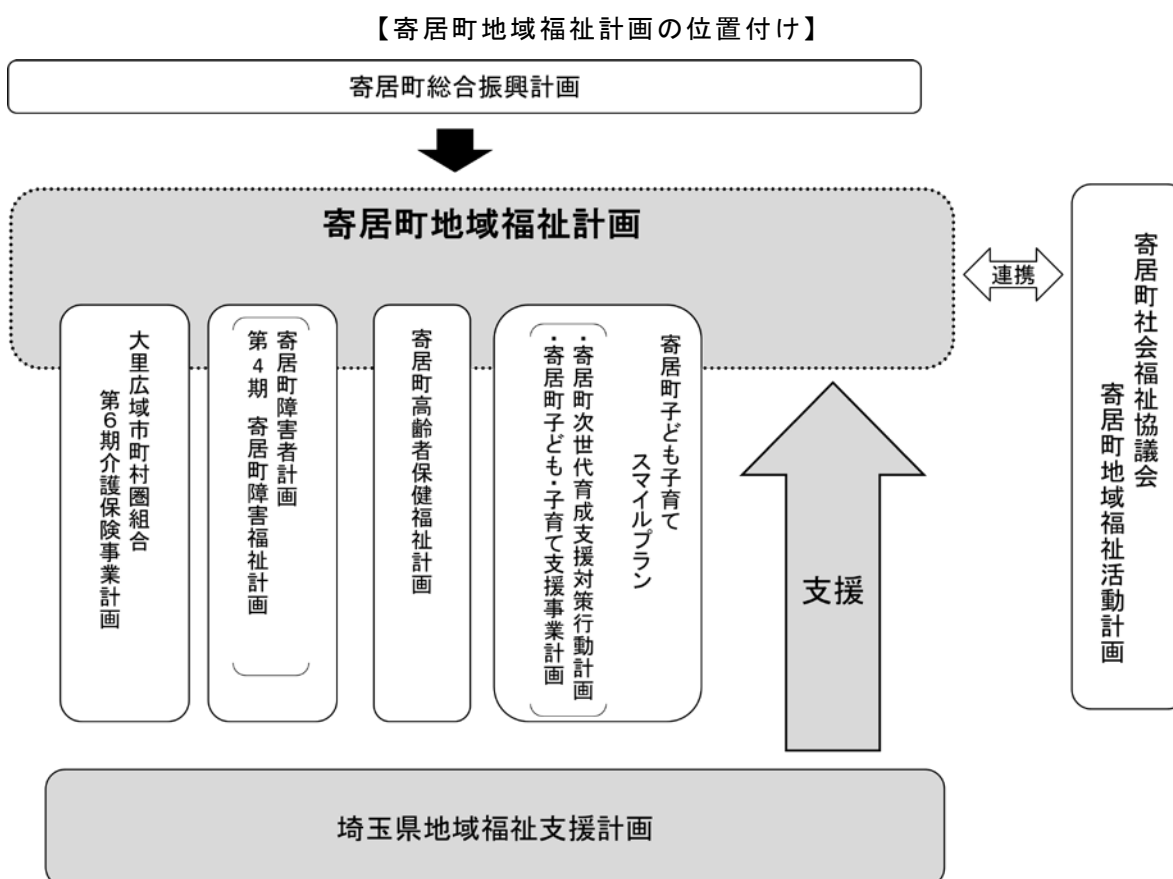 【寄居町地域福祉計画の位置付け】
寄居町総合振興計画
寄居町地域福祉計画
連携
寄居町社会福祉協議会
寄居町地域福祉活動計画
寄居町子ども子育て
スマイルプラン
・寄居町次世代育成支援対策行動計画
・寄居町子ども・子育て支援事業計画
寄居町高齢者保健福祉計画
寄居町障害者計画
第4期 寄居町障害福祉計画
大里広域市町村圏組合
第6期介護保険事業計画
支援
埼玉県地域福祉支援計画